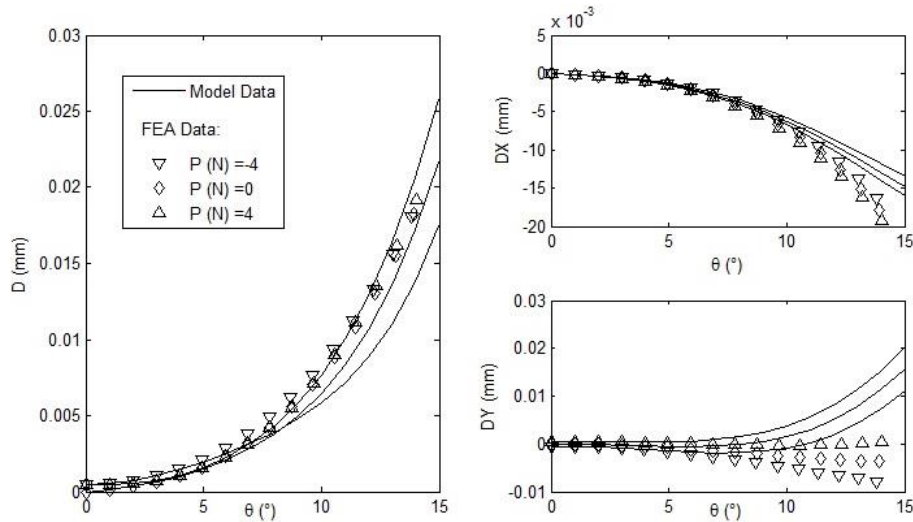 0.03
0.025
0.02
0.015
0.01
0.005
0
D (mm)
Model Data
FEA Data:
P (N) =-4
P (N) =0
P (N) =4
0 5 10 15
θ (°)
x 10-3
5
0
-5
-10
-15
-20
DX (mm)
0 5 10 15
θ (°)
0.03
0.02
0.01
0
-0.01
DY (mm)
0 5 10 15
θ (°)